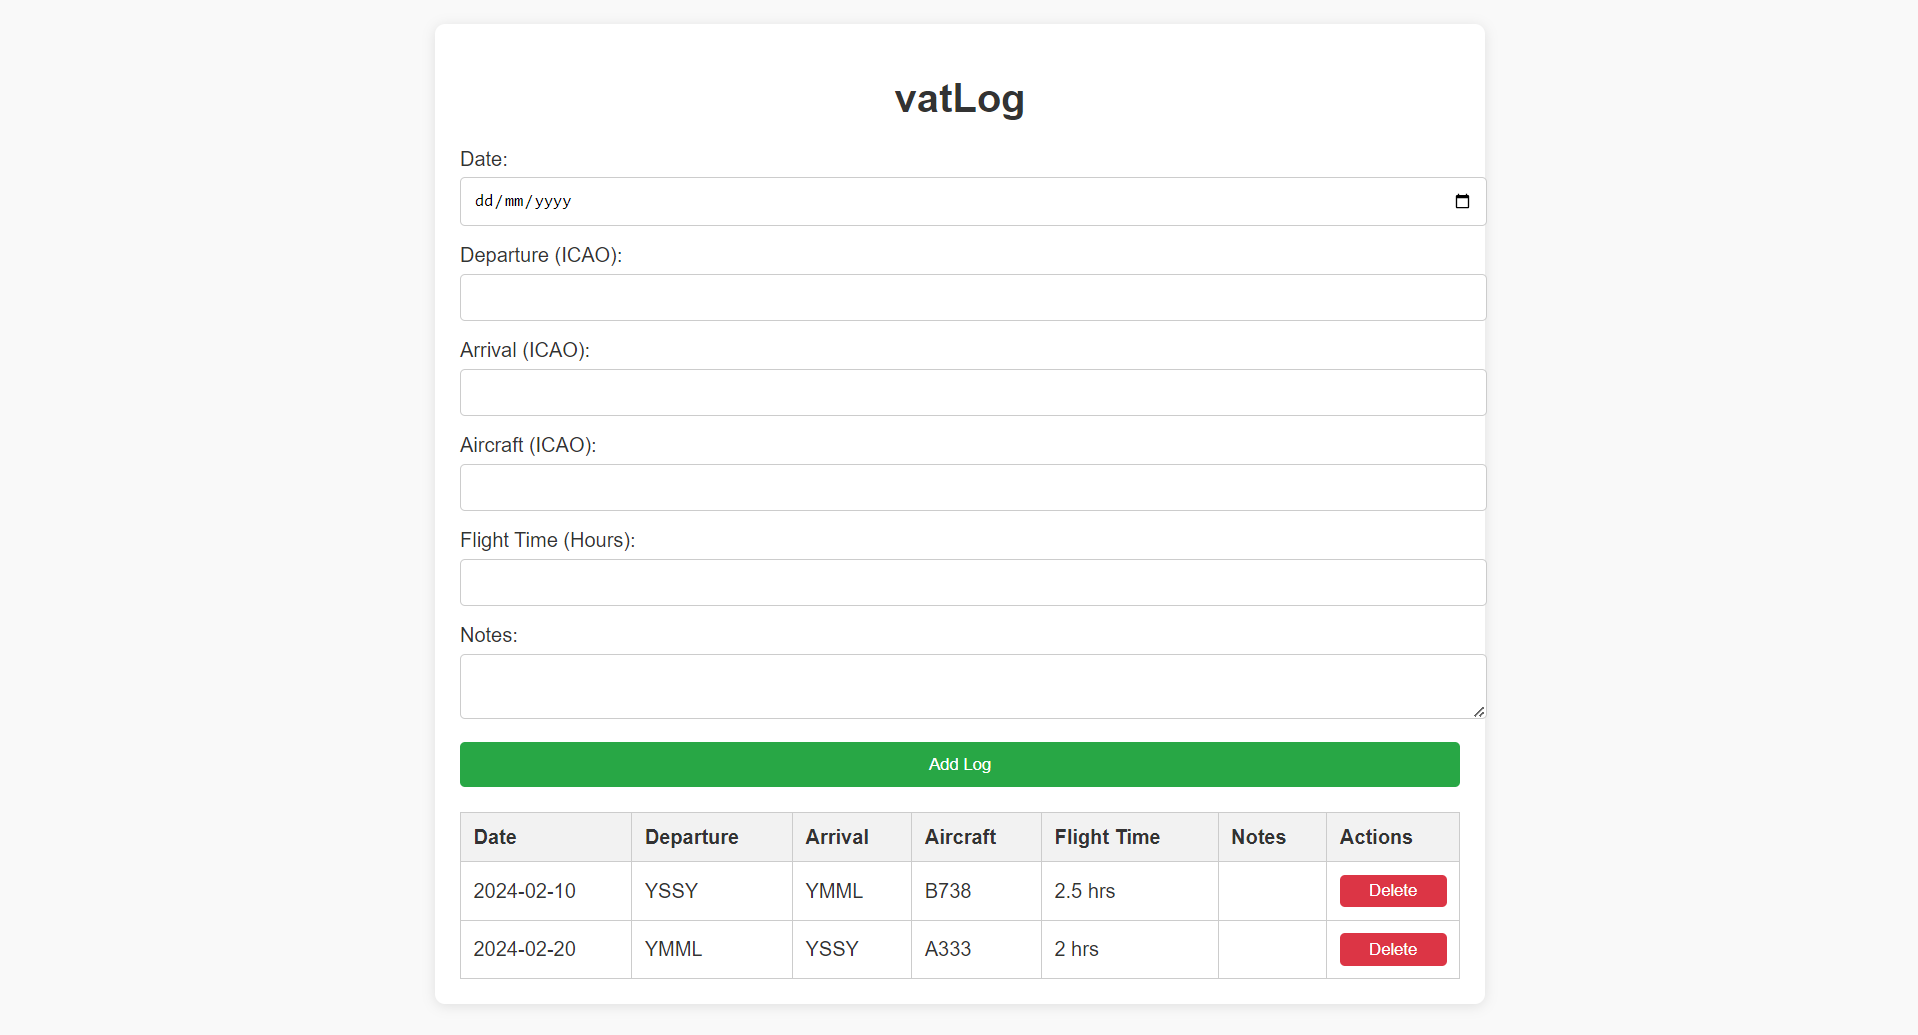 vatLog
Date:
dd/mm/yyyy
Departure (ICAO):
Arrival (ICAO):
Aircraft (ICAO):
Flight Time (Hours):
Notes:
Add Log
Date Departure Arrival Aircraft Flight Time Notes Actions
2024-02-10 YSSY YMML B738 2.5 hrs Delete
2024-02-20 YMML YSSY A333 2 hrs Delete